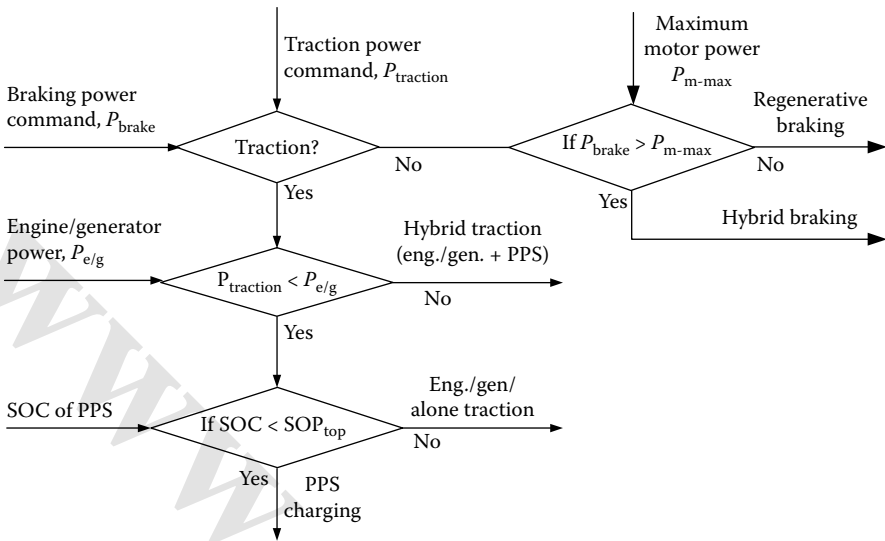 Traction power
command, P_traction
Maximum
motor power
P_m-max
Braking power
command, P_brake
Regenerative
braking
Traction?
If P_brake > P_m-max
No
No
Yes
Yes
Hybrid braking
Engine/generator
power, P_e/g
Hybrid traction
(eng./gen. + PPS)
P_traction < P_e/g
No
Yes
SOC of PPS
Eng./gen/
alone traction
If SOC < SOP_top
No
Yes
PPS
charging
www